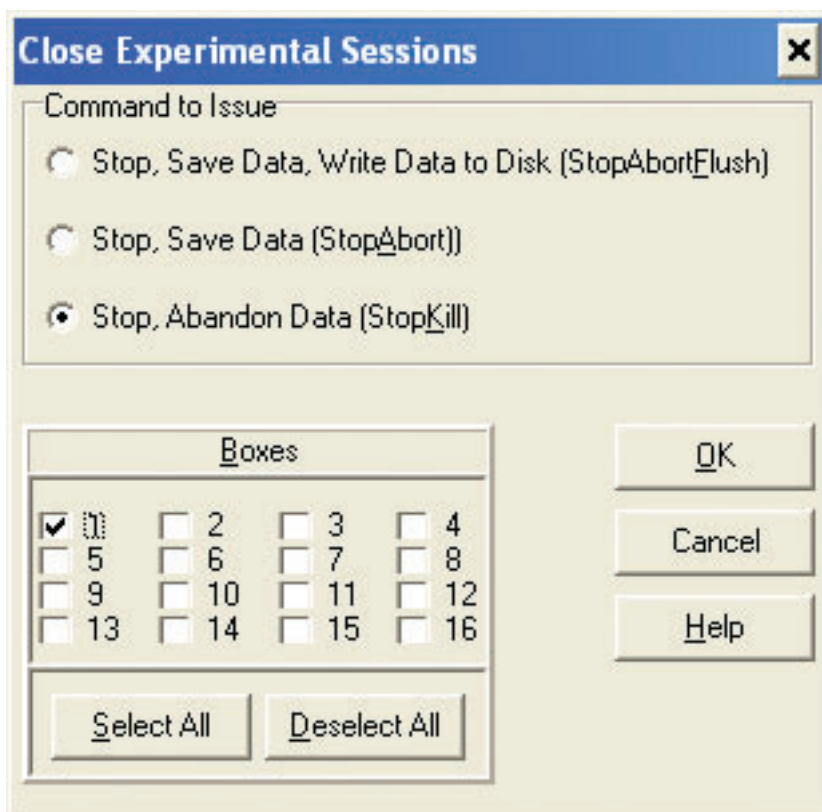 Close Experimental Sessions
Command to Issue
Stop, Save Data, Write Data to Disk (StopAbortFlush)
Stop, Save Data (StopAbort))
Stop, Abandon Data (StopKill)
Boxes
1 2 3 4
5 6 7 8
9 10 11 12
13 14 15 16
Select All Deselect All
OK
Cancel
Help